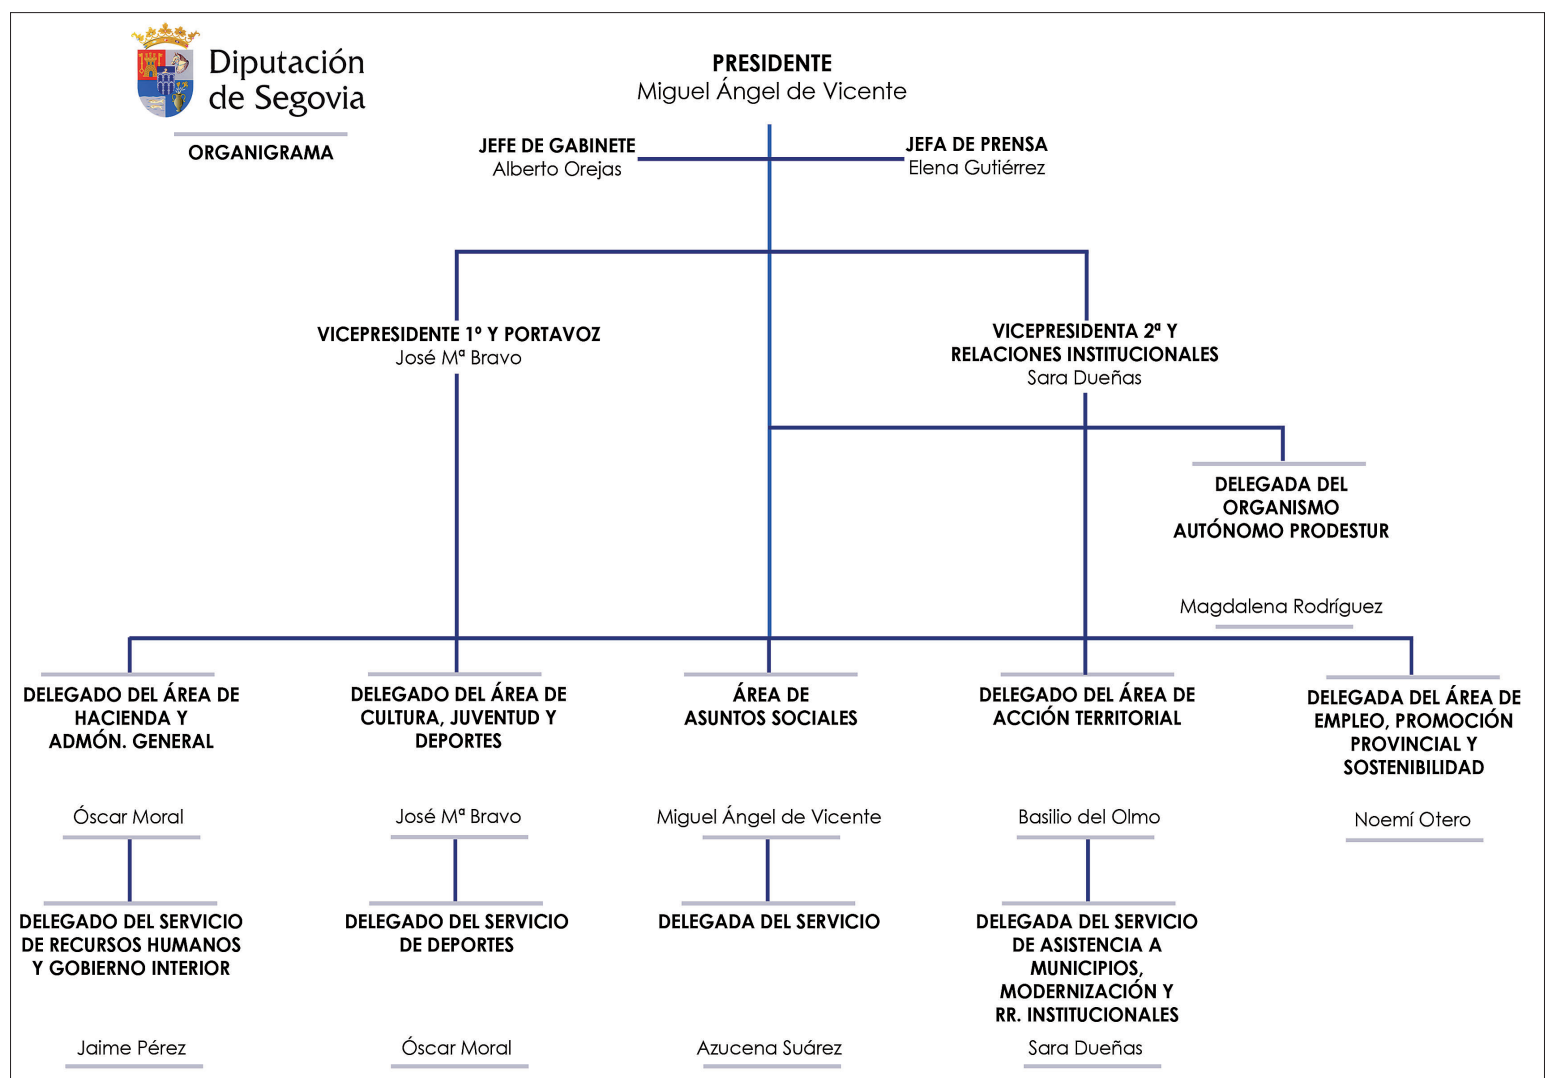 Diputación
de Segovia
ORGANIGRAMA
PRESIDENTE
Miguel Ángel de Vicente
JEFE DE GABINETE
Alberto Orejas
JEFA DE PRENSA
Elena Gutiérrez
VICEPRESIDENTE 1º Y PORTAVOZ
José Mª Bravo
VICEPRESIDENTA 2ª Y
RELACIONES INSTITUCIONALES
Sara Dueñas
DELEGADA DEL
ORGANISMO
AUTÓNOMO PRODESTUR
Magdalena Rodríguez
DELEGADO DEL ÁREA DE
HACIENDA Y
ADMÓN. GENERAL
Óscar Moral
DELEGADO DEL ÁREA DE
CULTURA, JUVENTUD Y
DEPORTES
José Mª Bravo
ÁREA DE
ASUNTOS SOCIALES
Miguel Ángel de Vicente
DELEGADO DEL ÁREA DE
ACCIÓN TERRITORIAL
Basilio del Olmo
DELEGADA DEL ÁREA DE
EMPLEO, PROMOCIÓN
PROVINCIAL Y
SOSTENIBILIDAD
Noemí Otero
DELEGADO DEL SERVICIO
DE RECURSOS HUMANOS
Y GOBIERNO INTERIOR
Jaime Pérez
DELEGADO DEL SERVICIO
DE DEPORTES
Óscar Moral
DELEGADA DEL SERVICIO
Azucena Suárez
DELEGADA DEL SERVICIO
DE ASISTENCIA A
MUNICIPIOS,
MODERNIZACIÓN Y
RR. INSTITUCIONALES
Sara Dueñas